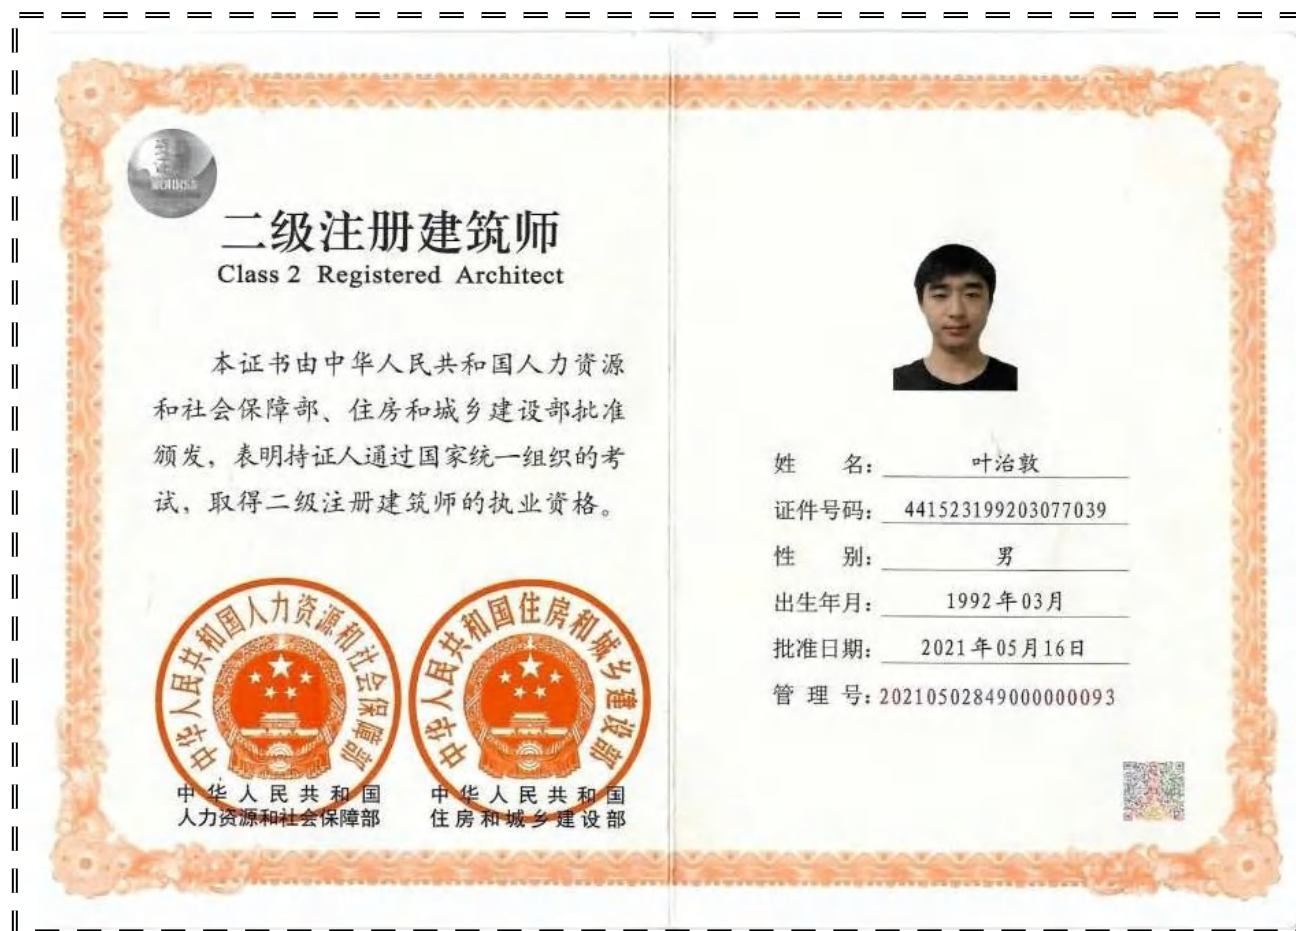 二级注册建筑师
Class 2 Registered Architect
本证书由中华人民共和国人力资源
和社会保障部、住房和城乡建设部批准
颁发，表明持证人通过国家统一组织的考
试，取得二级注册建筑师的执业资格。
中华人民共和国人力资源和社会保障部
中华人民共和国住房和城乡建设部
中华人民共和国
人力资源和社会保障部
中华人民共和国
住房和城乡建设部
姓 名：叶治敦
证件号码：441523199203077039
性 别：男
出生年月：1992年03月
批准日期：2021年05月16日
管 理 号：20210502849000000093